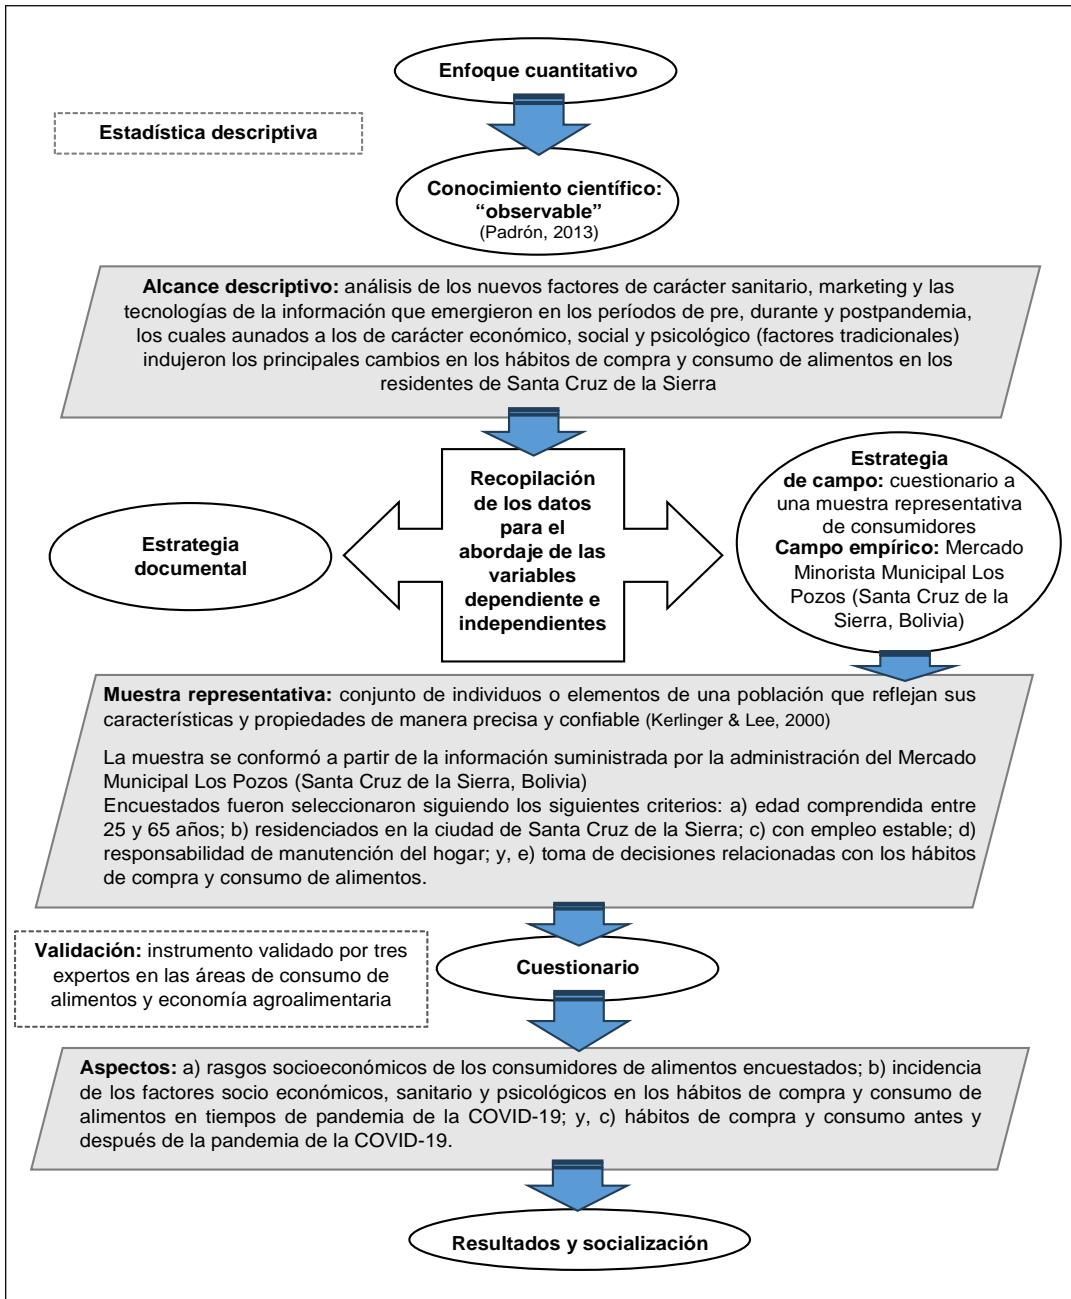 Enfoque cuantitativo
Estadística descriptiva
Conocimiento científico:
“observable”
(Padrón, 2013)
Alcance descriptivo: análisis de los nuevos factores de carácter sanitario, marketing y las
tecnologías de la información que emergieron en los períodos de pre, durante y postpandemia,
los cuales aunados a los de carácter económico, social y psicológico (factores tradicionales)
indujeron los principales cambios en los hábitos de compra y consumo de alimentos en los
residentes de Santa Cruz de la Sierra
Recopilación
de los datos
para el
abordaje de las
variables
dependiente e
independientes
Estrategia
documental
Estrategia
de campo: cuestionario a
una muestra representativa
de consumidores
Campo empírico: Mercado
Minorista Municipal Los
Pozos (Santa Cruz de la
Sierra, Bolivia)
Muestra representativa: conjunto de individuos o elementos de una población que reflejan sus
características y propiedades de manera precisa y confiable (Kerlinger & Lee, 2000)
La muestra se conformó a partir de la información suministrada por la administración del Mercado
Municipal Los Pozos (Santa Cruz de la Sierra, Bolivia)
Encuestados fueron seleccionaron siguiendo los siguientes criterios: a) edad comprendida entre
25 y 65 años; b) residenciados en la ciudad de Santa Cruz de la Sierra; c) con empleo estable; d)
responsabilidad de manutención del hogar; y, e) toma de decisiones relacionadas con los hábitos
de compra y consumo de alimentos.
Validación: instrumento validado por tres
expertos en las áreas de consumo de
alimentos y economía agroalimentaria
Cuestionario
Aspectos: a) rasgos socioeconómicos de los consumidores de alimentos encuestados; b) incidencia
de los factores socio económicos, sanitario y psicológicos en los hábitos de compra y consumo de
alimentos en tiempos de pandemia de la COVID-19; y, c) hábitos de compra y consumo antes y
después de la pandemia de la COVID-19.
Resultados y socialización